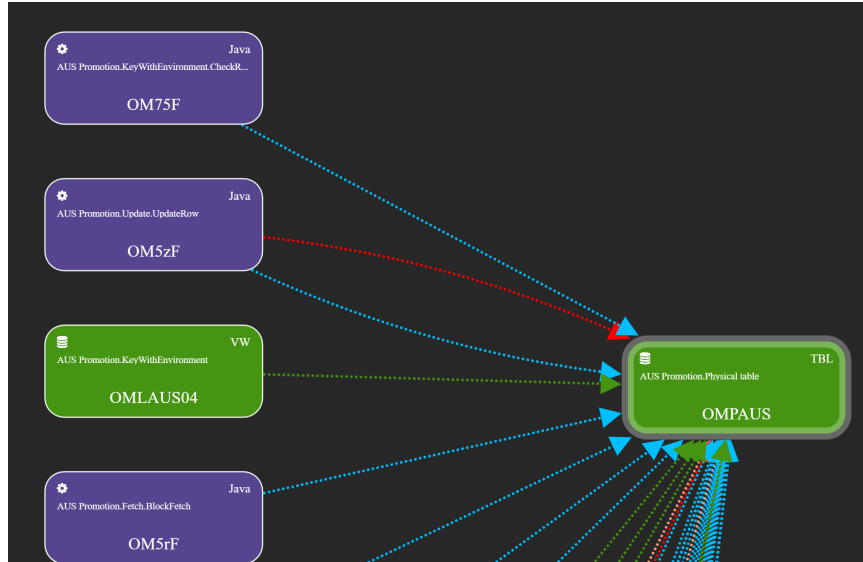 Java
AUS Promotion.KeyWithEnvironment.CheckR...
OM75F
Java
AUS Promotion.Update.UpdateRow
OM5zF
VW
AUS Promotion.KeyWithEnvironment
OMLAUS04
TBL
AUS Promotion.Physical table
OMPAUS
Java
AUS Promotion.Fetch.BlockFetch
OM5rF